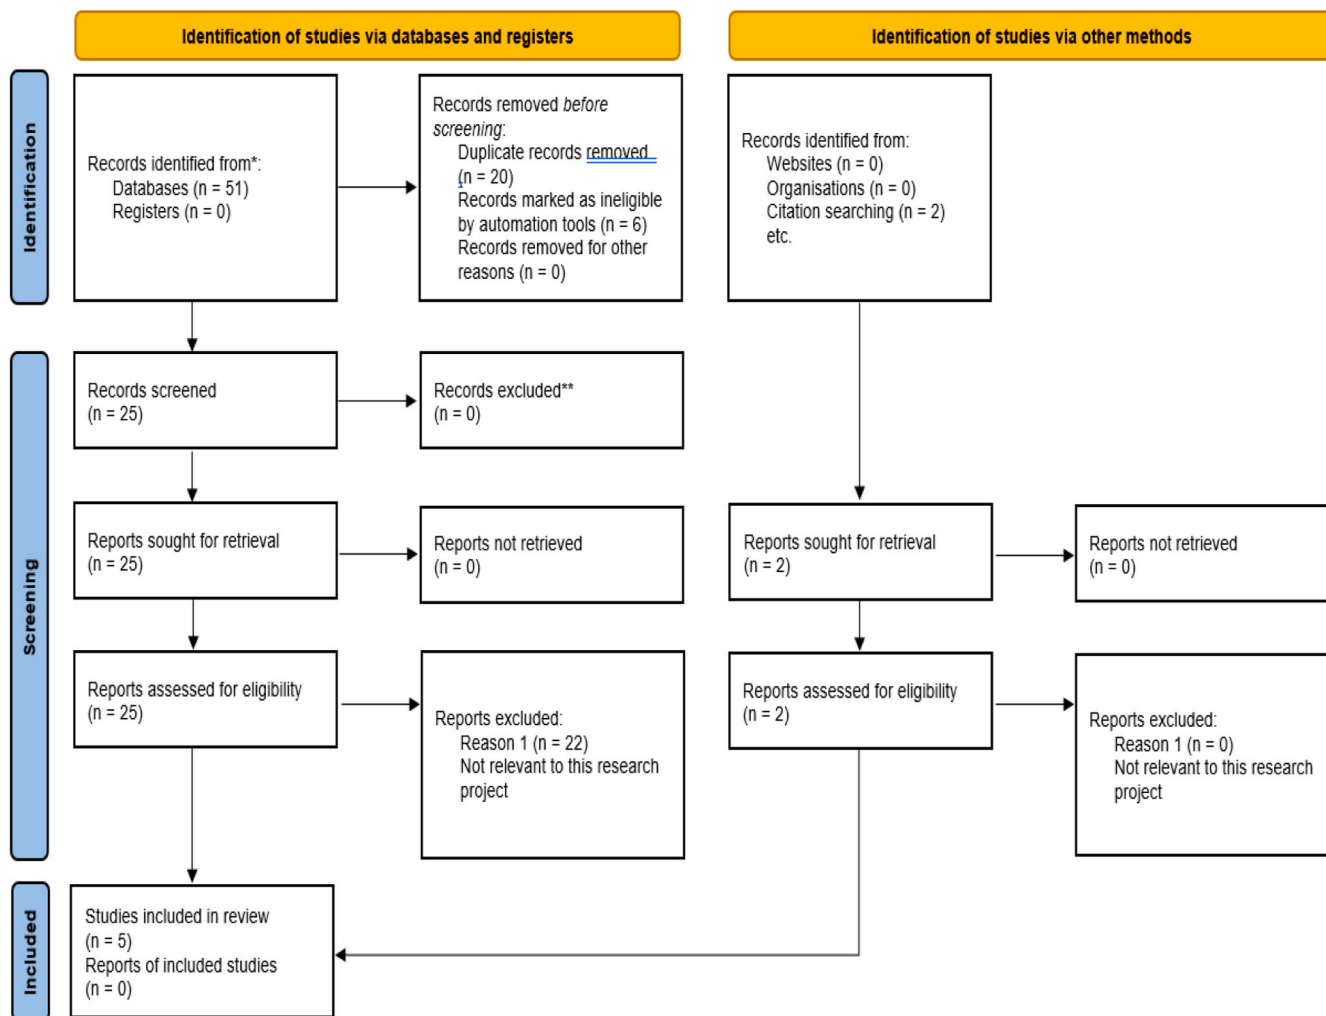 Identification of studies via databases and registers
Identification of studies via other methods
Identification
Records identified from*:
Databases (n = 51)
Registers (n = 0)
Records removed before
screening:
Duplicate records removed
(n = 20)
Records marked as ineligible
by automation tools (n = 6)
Records removed for other
reasons (n = 0)
Records identified from:
Websites (n = 0)
Organisations (n = 0)
Citation searching (n = 2)
etc.
Screening
Records screened
(n = 25)
Records excluded**
(n = 0)
Reports sought for retrieval
(n = 25)
Reports not retrieved
(n = 0)
Reports sought for retrieval
(n = 2)
Reports not retrieved
(n = 0)
Reports assessed for eligibility
(n = 25)
Reports excluded:
Reason 1 (n = 22)
Not relevant to this research
project
Reports assessed for eligibility
(n = 2)
Reports excluded:
Reason 1 (n = 0)
Not relevant to this research
project
Included
Studies included in review
(n = 5)
Reports of included studies
(n = 0)